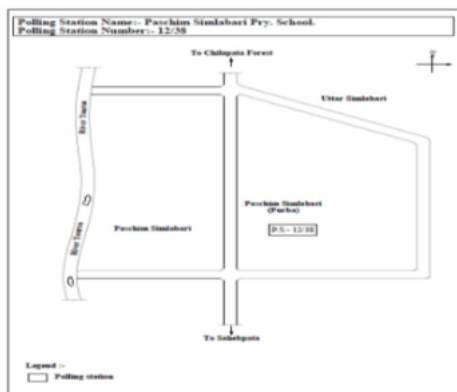 Polling Station Name:- Paschim Simlabari Pry. School.
Polling Station Number:- 12/38
To Chilapata Forest
N
Uttar Simlabari
River Torsa
Paschim Simlabari
(Purba)
P.S.- 12/38
Paschim Simlabari
River Torsa
To Salehpota
Legend :-
Polling station